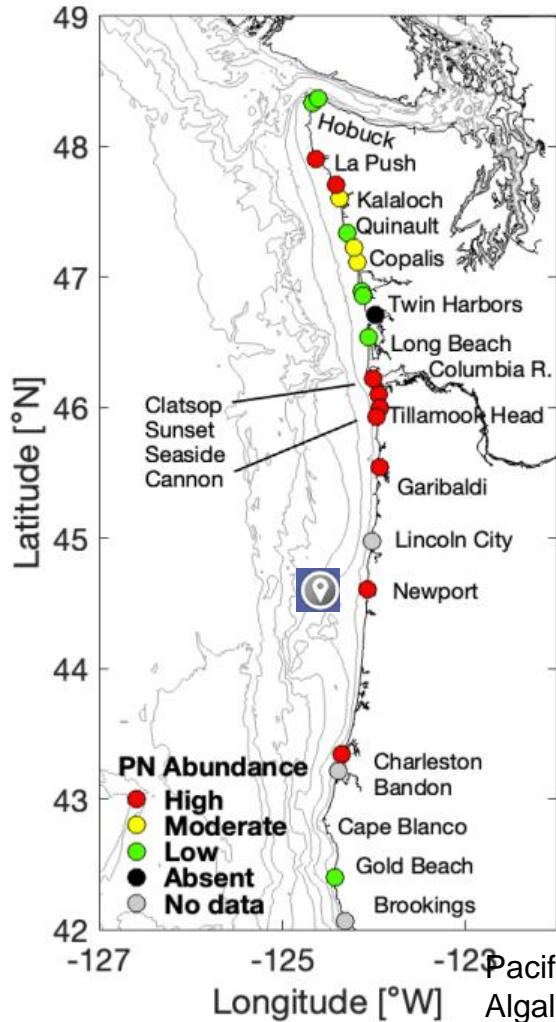 49
48
47
46
45
44
43
42
Latitude [°N]
Hobuck
La Push
Kalaloch
Quinault
Copalis
Twin Harbors
Long Beach
Columbia R.
Clatsop
Sunset
Seaside
Cannon
Tillamook Head
Garibaldi
Lincoln City
Newport
Charleston
Bandon
Cape Blanco
Gold Beach
Brookings
PN Abundance
High
Moderate
Low
Absent
No data
-127
-125
-123
Longitude [°W]
Pacif
Algal